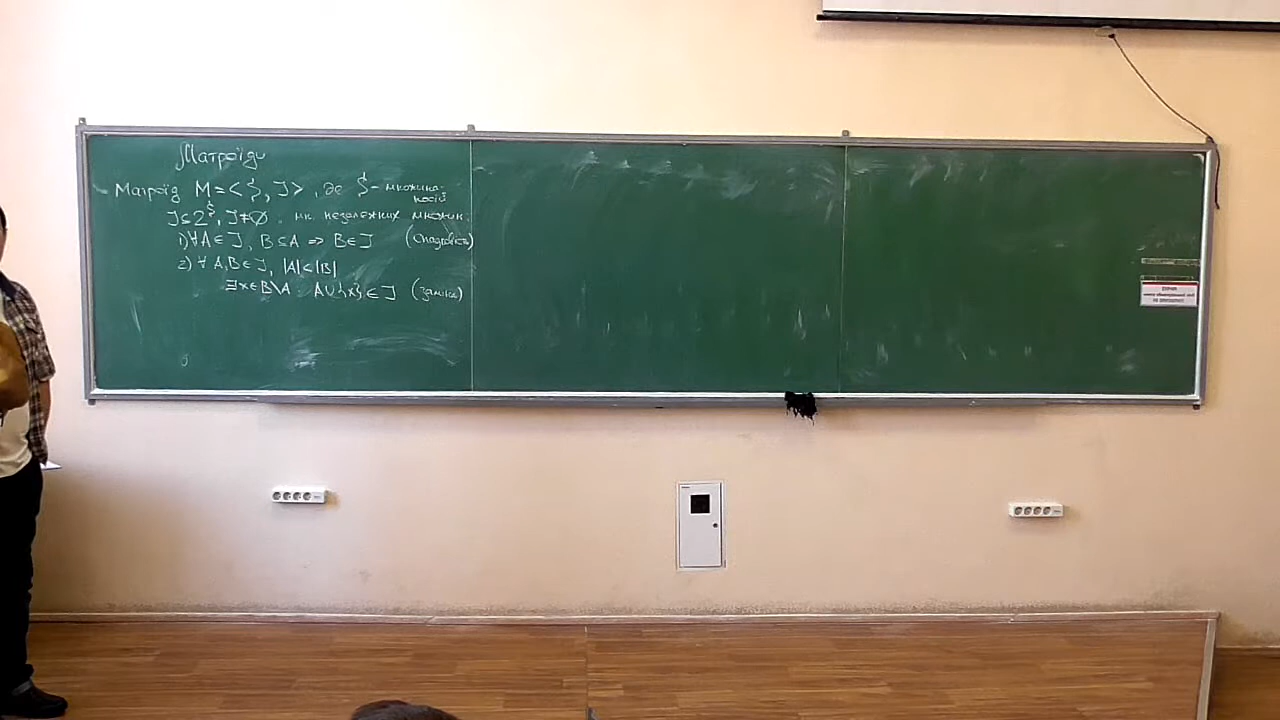 Матроїди
Матроїд M = < S, J >, де S - множина-
носій
J ⊆ 2^S, J ≠ ∅ . мн. незалежних множин.
1) ∀ A ∈ J, B ⊆ A ⇒ B ∈ J (Спадковість)
2) ∀ A, B ∈ J, |A| < |B|
∃ x ∈ B \ A : A ∪ {x} ∈ J (заміна)